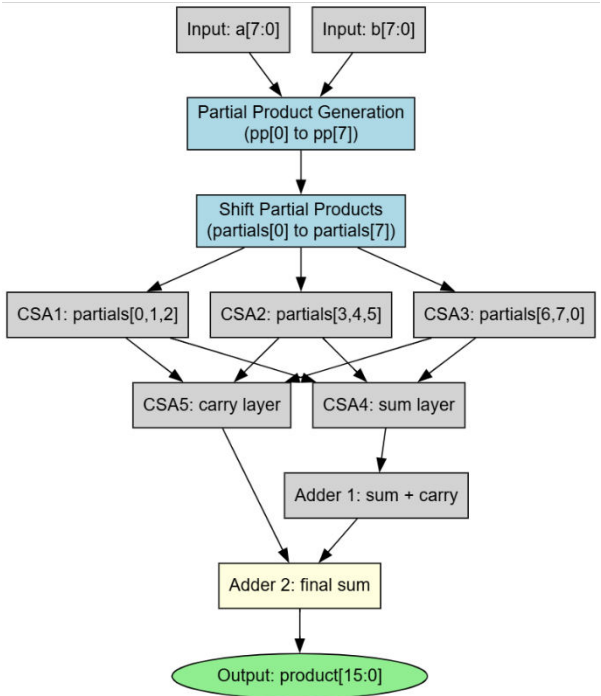 Input: a[7:0]
Input: b[7:0]
Partial Product Generation
(pp[0] to pp[7])
Shift Partial Products
(partials[0] to partials[7])
CSA1: partials[0,1,2]
CSA2: partials[3,4,5]
CSA3: partials[6,7,0]
CSA5: carry layer
CSA4: sum layer
Adder 1: sum + carry
Adder 2: final sum
Output: product[15:0]